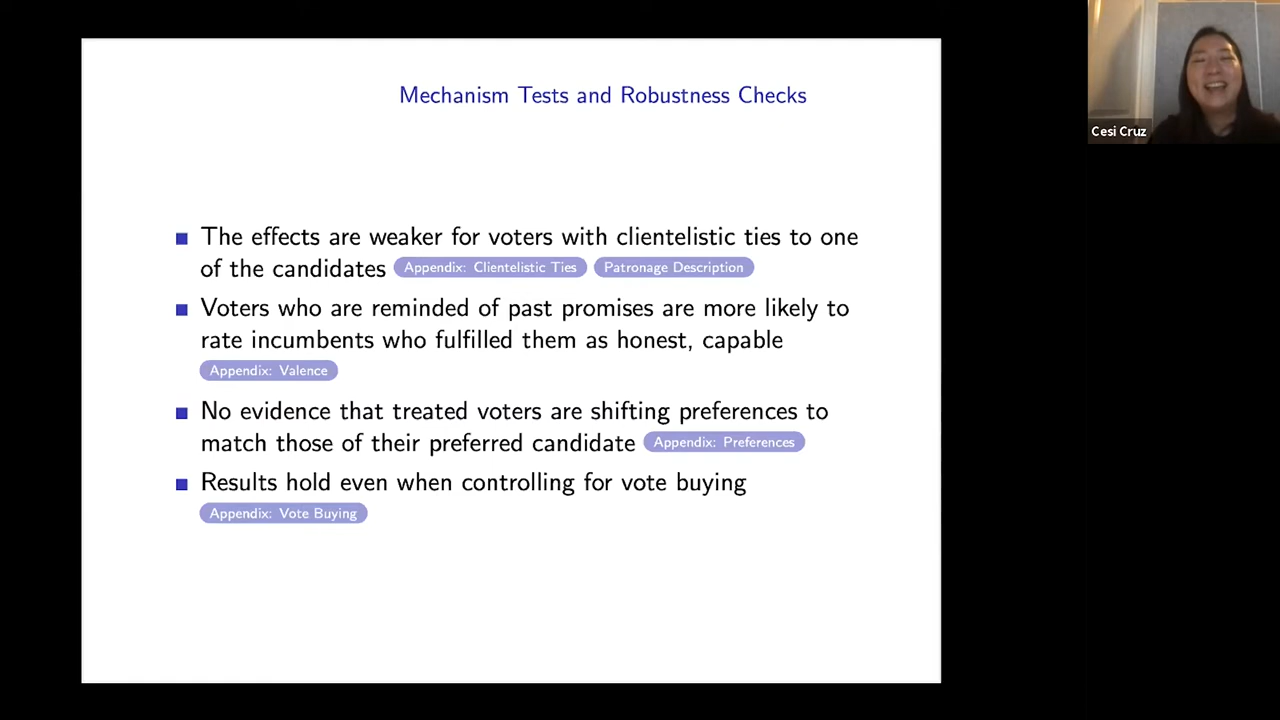 Mechanism Tests and Robustness Checks
The effects are weaker for voters with clientelistic ties to one
of the candidates Appendix: Clientelistic Ties Patronage Description
Voters who are reminded of past promises are more likely to
rate incumbents who fulfilled them as honest, capable
Appendix: Valence
No evidence that treated voters are shifting preferences to
match those of their preferred candidate Appendix: Preferences
Results hold even when controlling for vote buying
Appendix: Vote Buying
Cesi Cruz